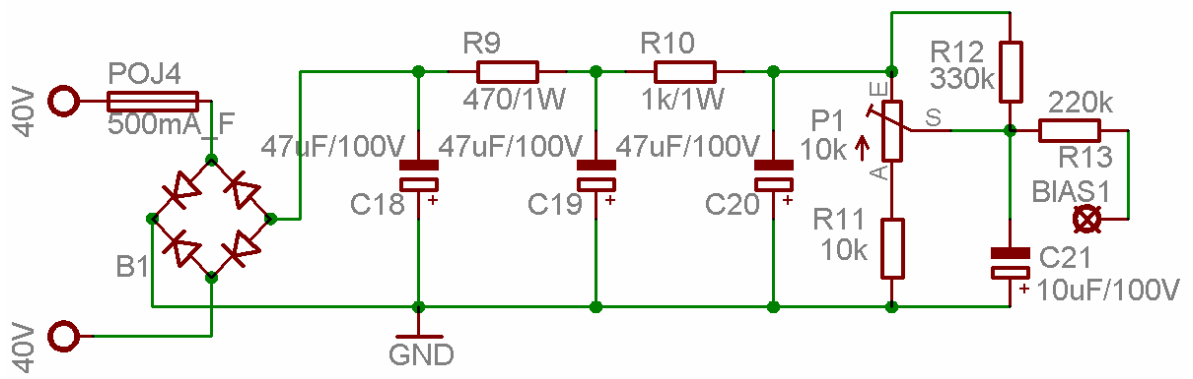 40V
POJ4
500mA_F
B1
40V
R9
470/1W
R10
1k/1W
47uF/100V
C18
47uF/100V
C19
47uF/100V
C20
GND
E
P1
10k
S
A
R11
10k
R12
330k
220k
R13
BIAS1
C21
10uF/100V
+
+
+
+